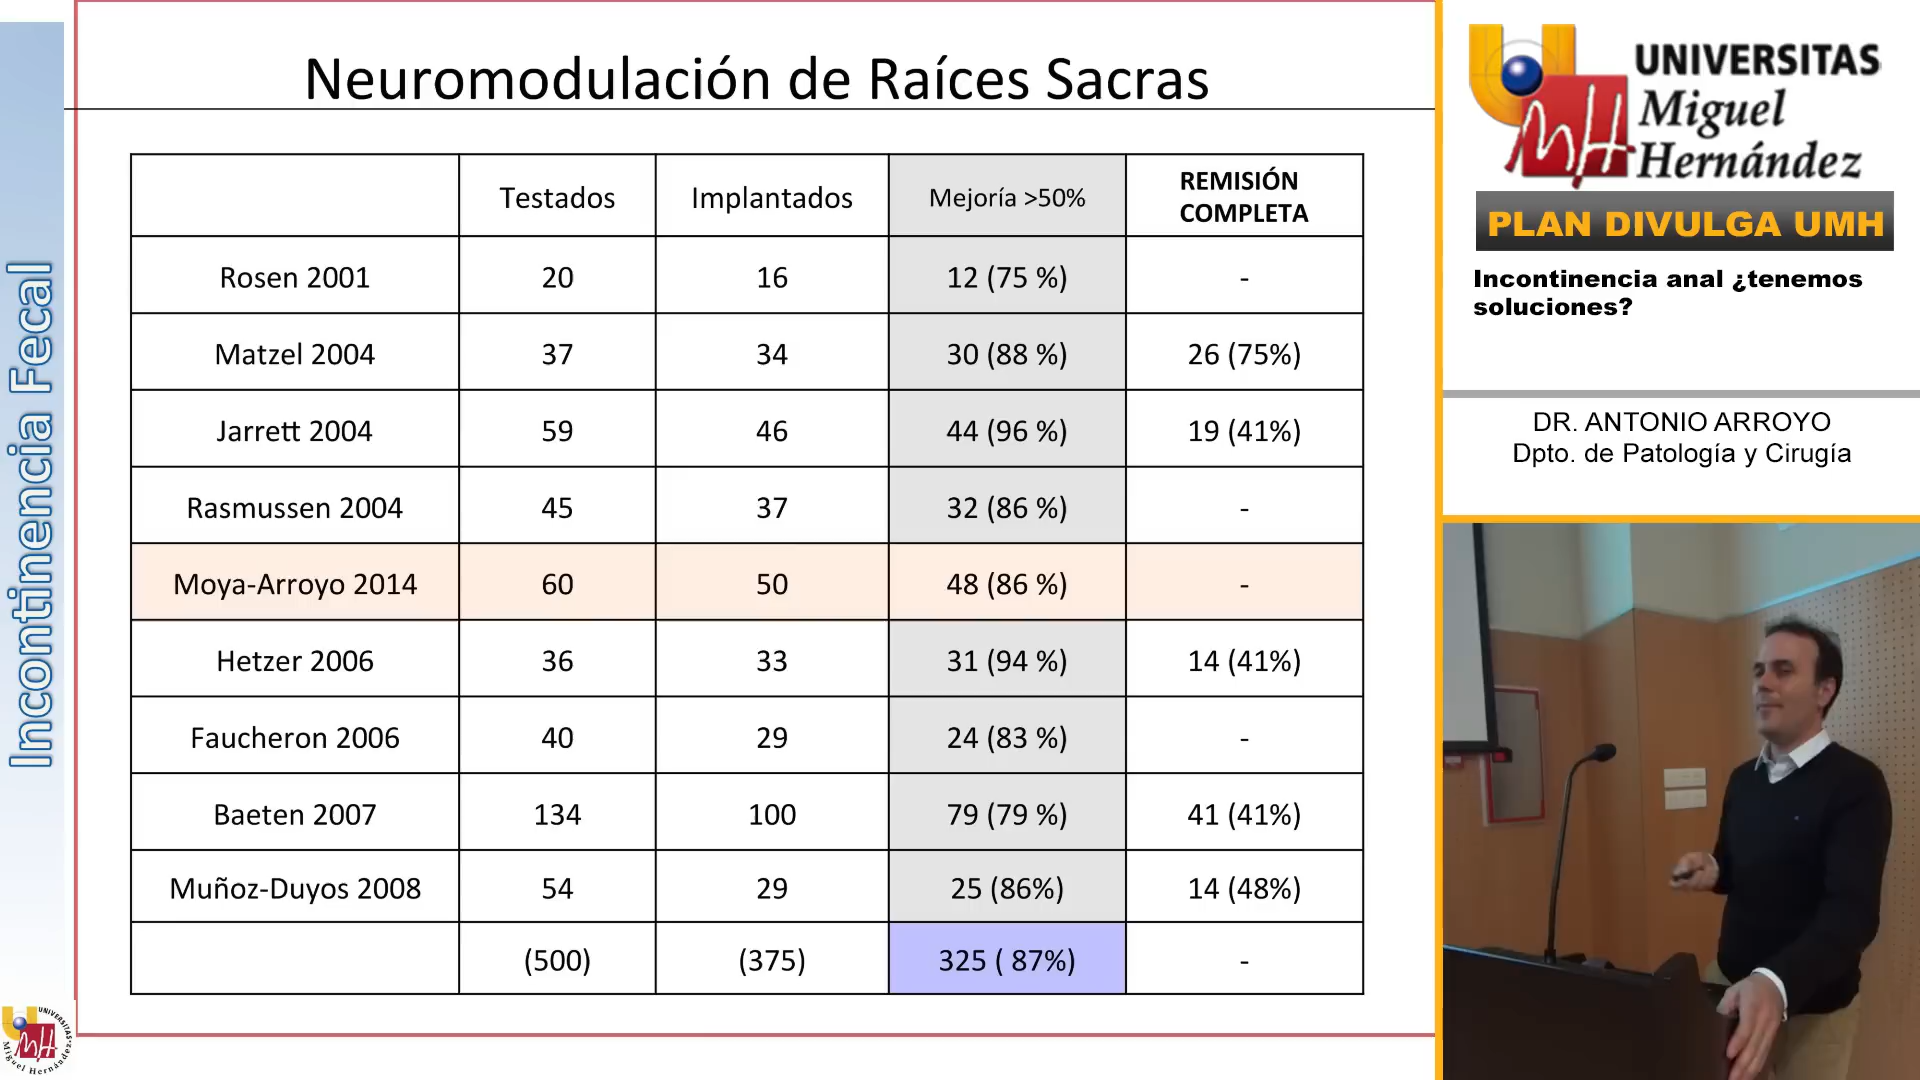 Neuromodulación de Raíces Sacras
Incontinencia Fecal
Testados Implantados Mejoría >50% REMISIÓN COMPLETA
Rosen 2001 20 16 12 (75 %) -
Matzel 2004 37 34 30 (88 %) 26 (75%)
Jarrett 2004 59 46 44 (96 %) 19 (41%)
Rasmussen 2004 45 37 32 (86 %) -
Moya-Arroyo 2014 60 50 48 (86 %) -
Hetzer 2006 36 33 31 (94 %) 14 (41%)
Faucheron 2006 40 29 24 (83 %) -
Baeten 2007 134 100 79 (79 %) 41 (41%)
Muñoz-Duyos 2008 54 29 25 (86%) 14 (48%)
(500) (375) 325 ( 87%) -
UNIVERSITAS
Miguel
Hernández
UNIVERSITAS
Miguel
Hernández
PLAN DIVULGA UMH
Incontinencia anal ¿tenemos
soluciones?
DR. ANTONIO ARROYO
Dpto. de Patología y Cirugía